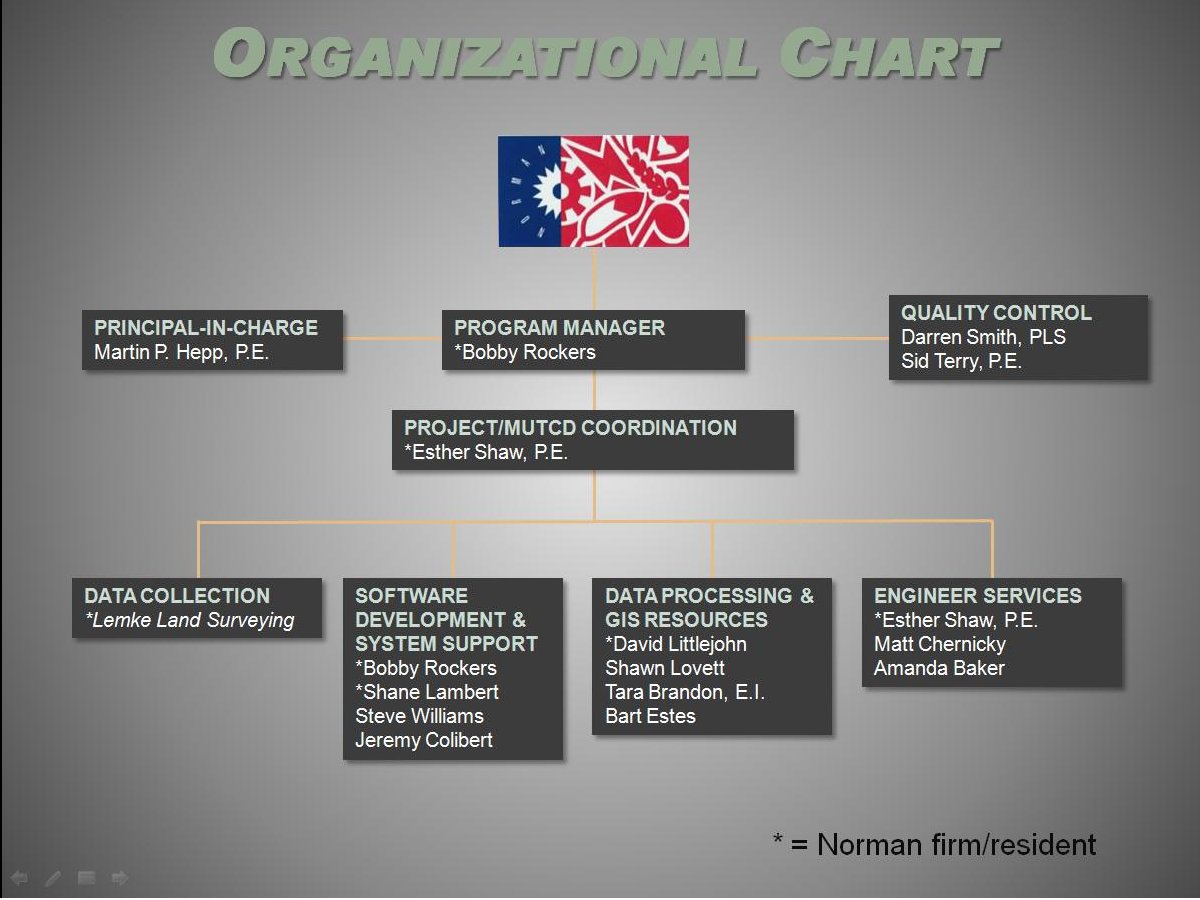 ORGANIZATIONAL CHART
NORMAN
PRINCIPAL-IN-CHARGE
Martin P. Hepp, P.E.
PROGRAM MANAGER
*Bobby Rockers
QUALITY CONTROL
Darren Smith, PLS
Sid Terry, P.E.
PROJECT/MUTCD COORDINATION
*Esther Shaw, P.E.
DATA COLLECTION
*Lemke Land Surveying
SOFTWARE
DEVELOPMENT &
SYSTEM SUPPORT
*Bobby Rockers
*Shane Lambert
Steve Williams
Jeremy Colibert
DATA PROCESSING &
GIS RESOURCES
*David Littlejohn
Shawn Lovett
Tara Brandon, E.I.
Bart Estes
ENGINEER SERVICES
*Esther Shaw, P.E.
Matt Chernicky
Amanda Baker
* = Norman firm/resident